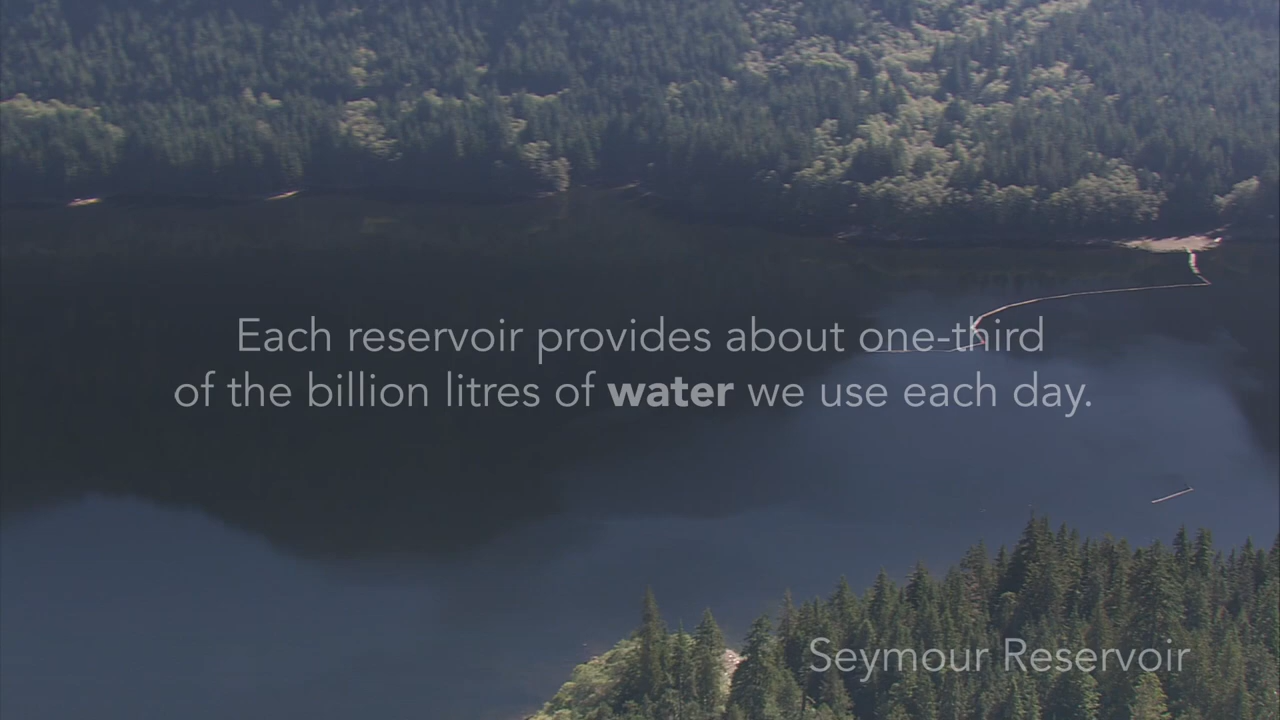 Each reservoir provides about one-third
of the billion litres of water we use each day.
Seymour Reservoir